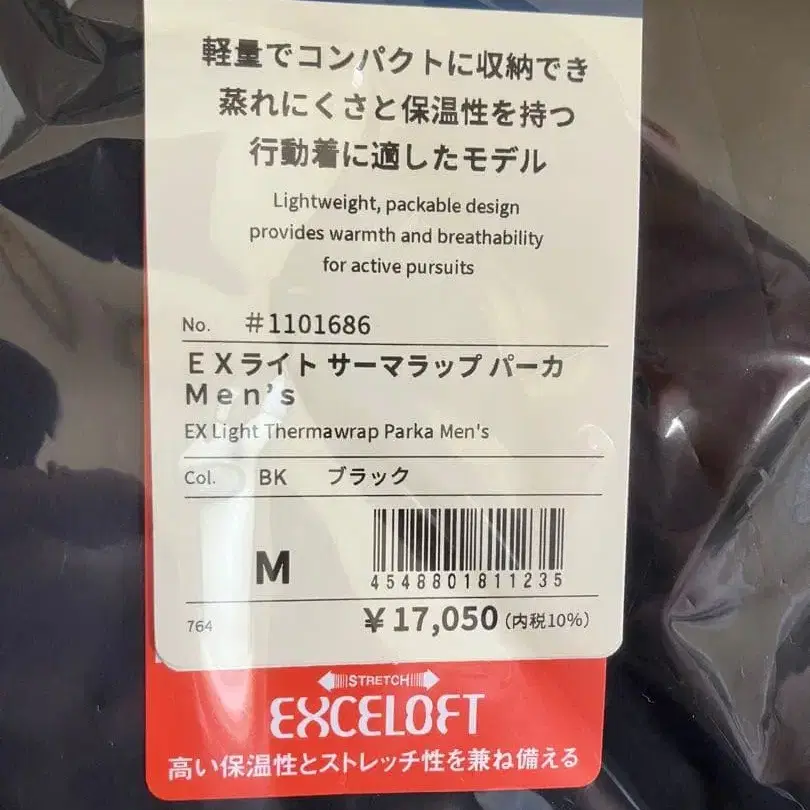 軽量でコンパクトに収納でき
蒸れにくさと保温性を持つ
行動着に適したモデル
Lightweight, packable design
provides warmth and breathability
for active pursuits
No. #1101686
ＥＸライト サーマラップ パーカ
Ｍｅｎ’ｓ
EX Light Thermawrap Parka Men's
Col. BK ブラック
M
4548801811235
764 ¥17,050 (内税10%)
STRETCH
EXCELOFT
高い保温性とストレッチ性を兼ね備える